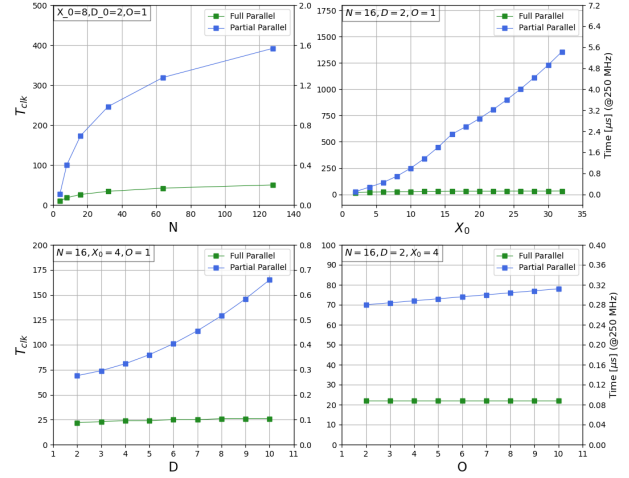 X_0=8,D_0=2,O=1
Full Parallel
Partial Parallel
500
400
300
200
100
0
2.0
1.6
1.2
0.8
0.4
0.0
T_clk
0 20 40 60 80 100 120 140
N
N = 16, D = 2, O = 1
Full Parallel
Partial Parallel
1750
1500
1250
1000
750
500
250
0
7.2
6.4
5.6
4.8
4.0
3.2
2.4
1.6
0.8
0.0
Time [μs] (@250 MHz)
0 5 10 15 20 25 30 35
X_0
N = 16, X_0 = 4, O = 1
Full Parallel
Partial Parallel
200
175
150
125
100
75
50
25
0
0.8
0.7
0.6
0.5
0.4
0.3
0.2
0.1
0.0
T_clk
1 2 3 4 5 6 7 8 9 10 11
D
N = 16, D = 2, X_0 = 4
Full Parallel
Partial Parallel
100
90
80
70
60
50
40
30
20
10
0
0.40
0.36
0.32
0.28
0.24
0.20
0.16
0.12
0.08
0.04
0.00
Time [μs] (@250 MHz)
1 2 3 4 5 6 7 8 9 10 11
O